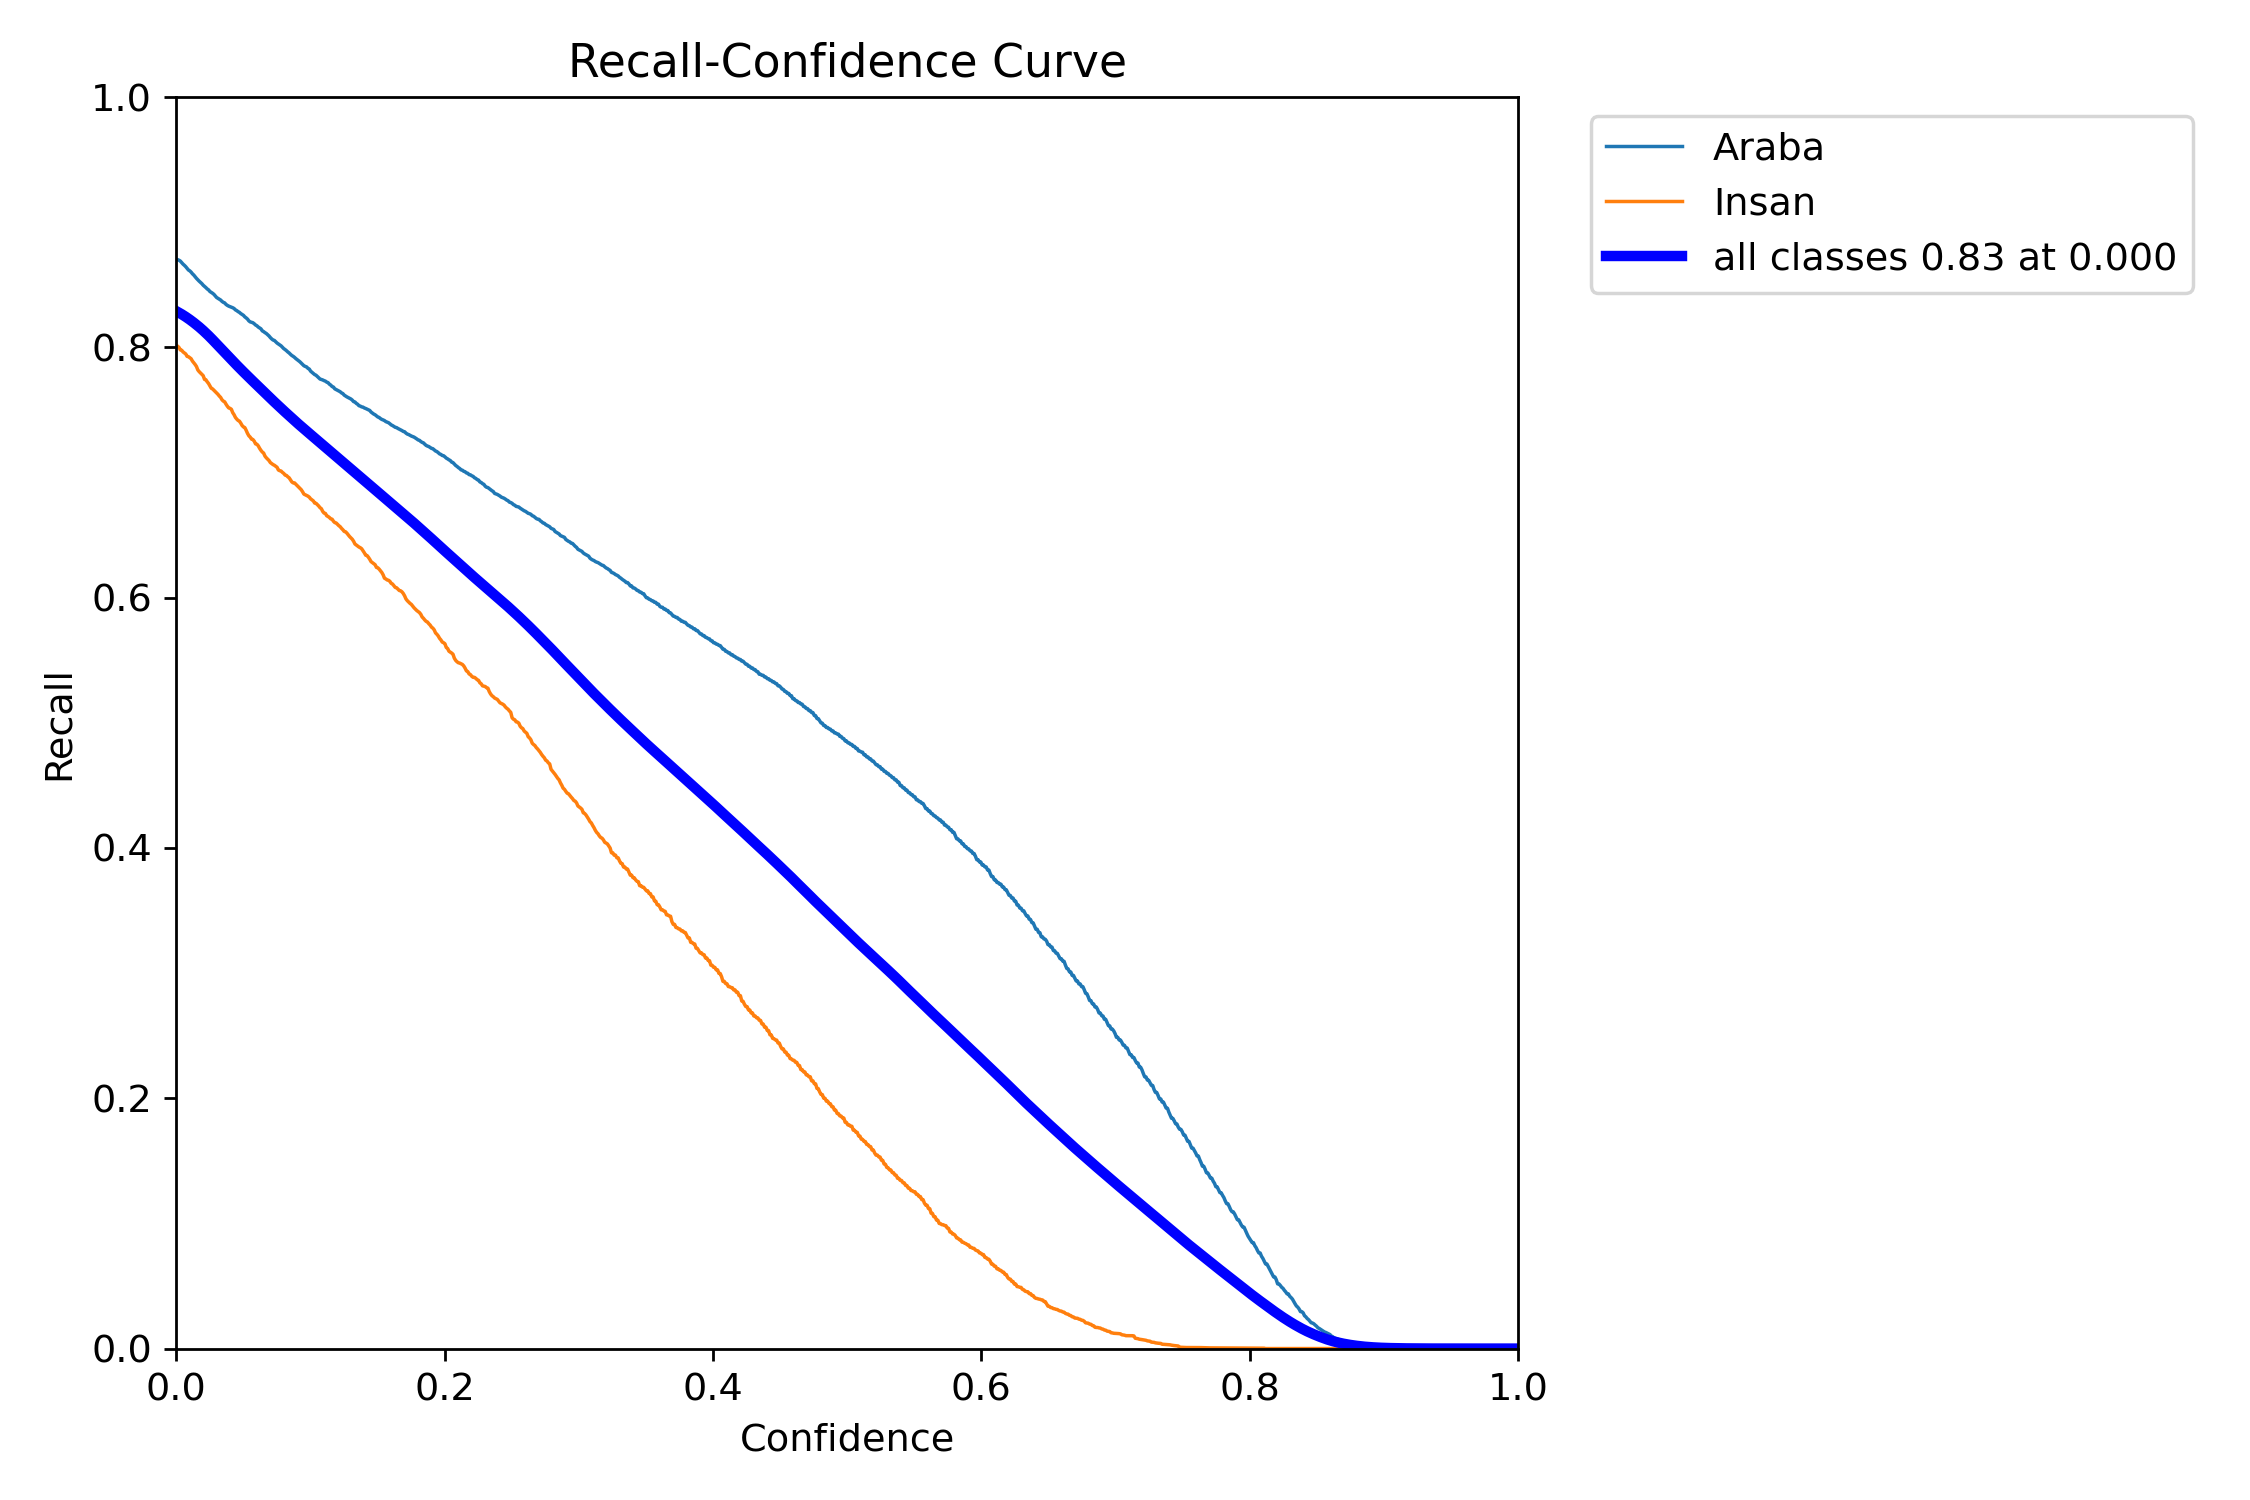 Recall-Confidence Curve
1.0
0.8
0.6
0.4
0.2
0.0
Recall
0.0 0.2 0.4 0.6 0.8 1.0
Confidence
Araba
Insan
all classes 0.83 at 0.000